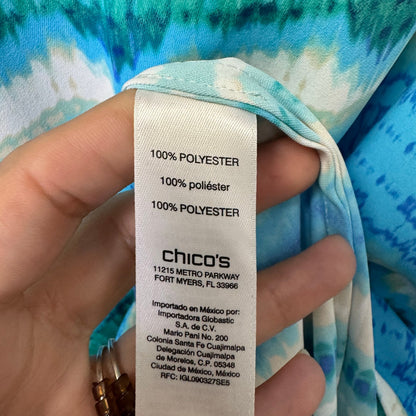 100% POLYESTER
100% poliéster
100% POLYESTER
chico's
11215 METRO PARKWAY
FORT MYERS, FL 33966
Importado en México por:
Importadora Globastic
S.A. de C.V.
Mario Pani No. 200
Colonia Santa Fe Cuajimalpa
Delegación Cuajimalpa
de Morelos, C.P. 05348
Ciudad de México, México
RFC: IGL090327SE5